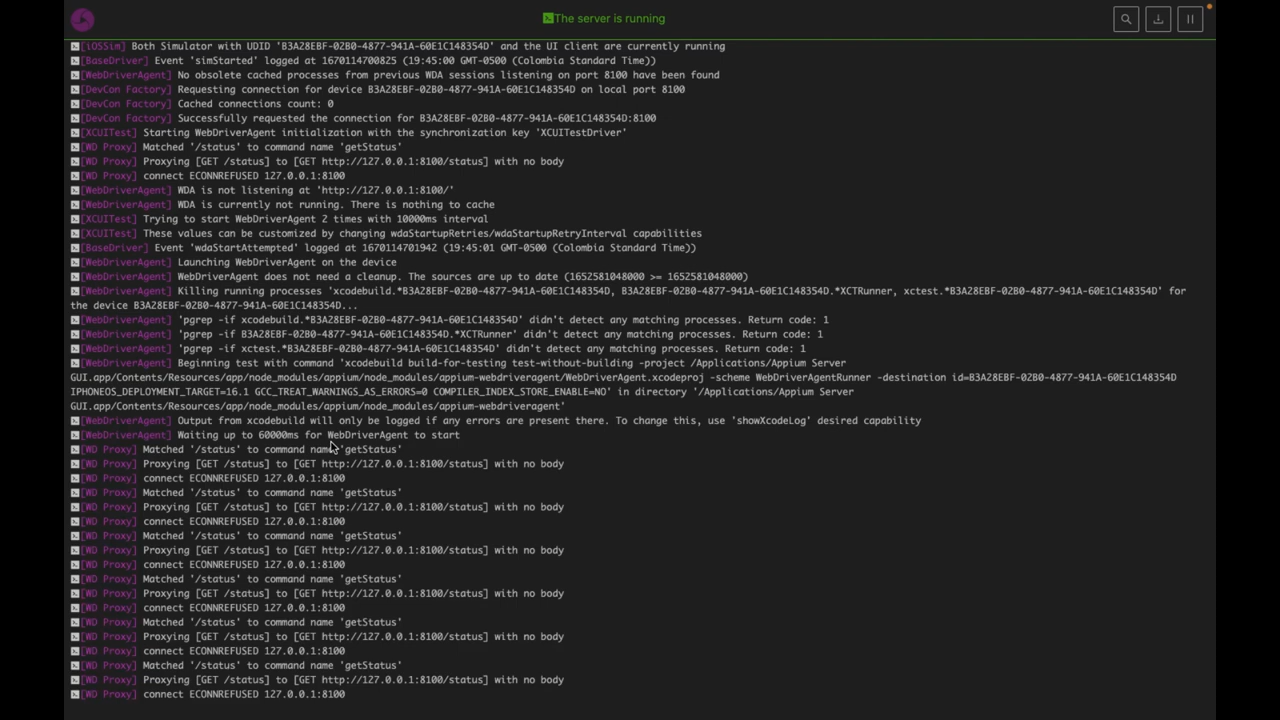 The server is running
[iOSSim] Both Simulator with UDID 'B3A28EBF-02B0-4877-941A-60E1C148354D' and the UI client are currently running
[BaseDriver] Event 'simStarted' logged at 1670114700825 (19:45:00 GMT-0500 (Colombia Standard Time))
[WebDriverAgent] No obsolete cached processes from previous WDA sessions listening on port 8100 have been found
[DevCon Factory] Requesting connection for device B3A28EBF-02B0-4877-941A-60E1C148354D on local port 8100
[DevCon Factory] Cached connections count: 0
[DevCon Factory] Successfully requested the connection for B3A28EBF-02B0-4877-941A-60E1C148354D:8100
[XCUITest] Starting WebDriverAgent initialization with the synchronization key 'XCUITestDriver'
[WD Proxy] Matched '/status' to command name 'getStatus'
[WD Proxy] Proxying [GET /status] to [GET http://127.0.0.1:8100/status] with no body
[WD Proxy] connect ECONNREFUSED 127.0.0.1:8100
[WebDriverAgent] WDA is not listening at 'http://127.0.0.1:8100/'
[WebDriverAgent] WDA is currently not running. There is nothing to cache
[XCUITest] Trying to start WebDriverAgent 2 times with 10000ms interval
[XCUITest] These values can be customized by changing wdaStartupRetries/wdaStartupRetryInterval capabilities
[BaseDriver] Event 'wdaStartAttempted' logged at 1670114701942 (19:45:01 GMT-0500 (Colombia Standard Time))
[WebDriverAgent] Launching WebDriverAgent on the device
[WebDriverAgent] WebDriverAgent does not need a cleanup. The sources are up to date (1652581048000 >= 1652581048000)
[WebDriverAgent] Killing running processes 'xcodebuild.*B3A28EBF-02B0-4877-941A-60E1C148354D, B3A28EBF-02B0-4877-941A-60E1C148354D.*XCTRunner, xctest.*B3A28EBF-02B0-4877-941A-60E1C148354D' for
the device B3A28EBF-02B0-4877-941A-60E1C148354D...
[WebDriverAgent] 'pgrep -if xcodebuild.*B3A28EBF-02B0-4877-941A-60E1C148354D' didn't detect any matching processes. Return code: 1
[WebDriverAgent] 'pgrep -if B3A28EBF-02B0-4877-941A-60E1C148354D.*XCTRunner' didn't detect any matching processes. Return code: 1
[WebDriverAgent] 'pgrep -if xctest.*B3A28EBF-02B0-4877-941A-60E1C148354D' didn't detect any matching processes. Return code: 1
[WebDriverAgent] Beginning test with command 'xcodebuild build-for-testing test-without-building -project /Applications/Appium Server
GUI.app/Contents/Resources/app/node_modules/appium/node_modules/appium-webdriveragent/WebDriverAgent.xcodeproj -scheme WebDriverAgentRunner -destination id=B3A28EBF-02B0-4877-941A-60E1C148354D
IPHONEOS_DEPLOYMENT_TARGET=16.1 GCC_TREAT_WARNINGS_AS_ERRORS=0 COMPILER_INDEX_STORE_ENABLE=NO' in directory '/Applications/Appium Server
GUI.app/Contents/Resources/app/node_modules/appium/node_modules/appium-webdriveragent'
[WebDriverAgent] Output from xcodebuild will only be logged if any errors are present there. To change this, use 'showXcodeLog' desired capability
[WebDriverAgent] Waiting up to 60000ms for WebDriverAgent to start
[WD Proxy] Matched '/status' to command name 'getStatus'
[WD Proxy] Proxying [GET /status] to [GET http://127.0.0.1:8100/status] with no body
[WD Proxy] connect ECONNREFUSED 127.0.0.1:8100
[WD Proxy] Matched '/status' to command name 'getStatus'
[WD Proxy] Proxying [GET /status] to [GET http://127.0.0.1:8100/status] with no body
[WD Proxy] connect ECONNREFUSED 127.0.0.1:8100
[WD Proxy] Matched '/status' to command name 'getStatus'
[WD Proxy] Proxying [GET /status] to [GET http://127.0.0.1:8100/status] with no body
[WD Proxy] connect ECONNREFUSED 127.0.0.1:8100
[WD Proxy] Matched '/status' to command name 'getStatus'
[WD Proxy] Proxying [GET /status] to [GET http://127.0.0.1:8100/status] with no body
[WD Proxy] connect ECONNREFUSED 127.0.0.1:8100
[WD Proxy] Matched '/status' to command name 'getStatus'
[WD Proxy] Proxying [GET /status] to [GET http://127.0.0.1:8100/status] with no body
[WD Proxy] connect ECONNREFUSED 127.0.0.1:8100
[WD Proxy] Matched '/status' to command name 'getStatus'
[WD Proxy] Proxying [GET /status] to [GET http://127.0.0.1:8100/status] with no body
[WD Proxy] connect ECONNREFUSED 127.0.0.1:8100